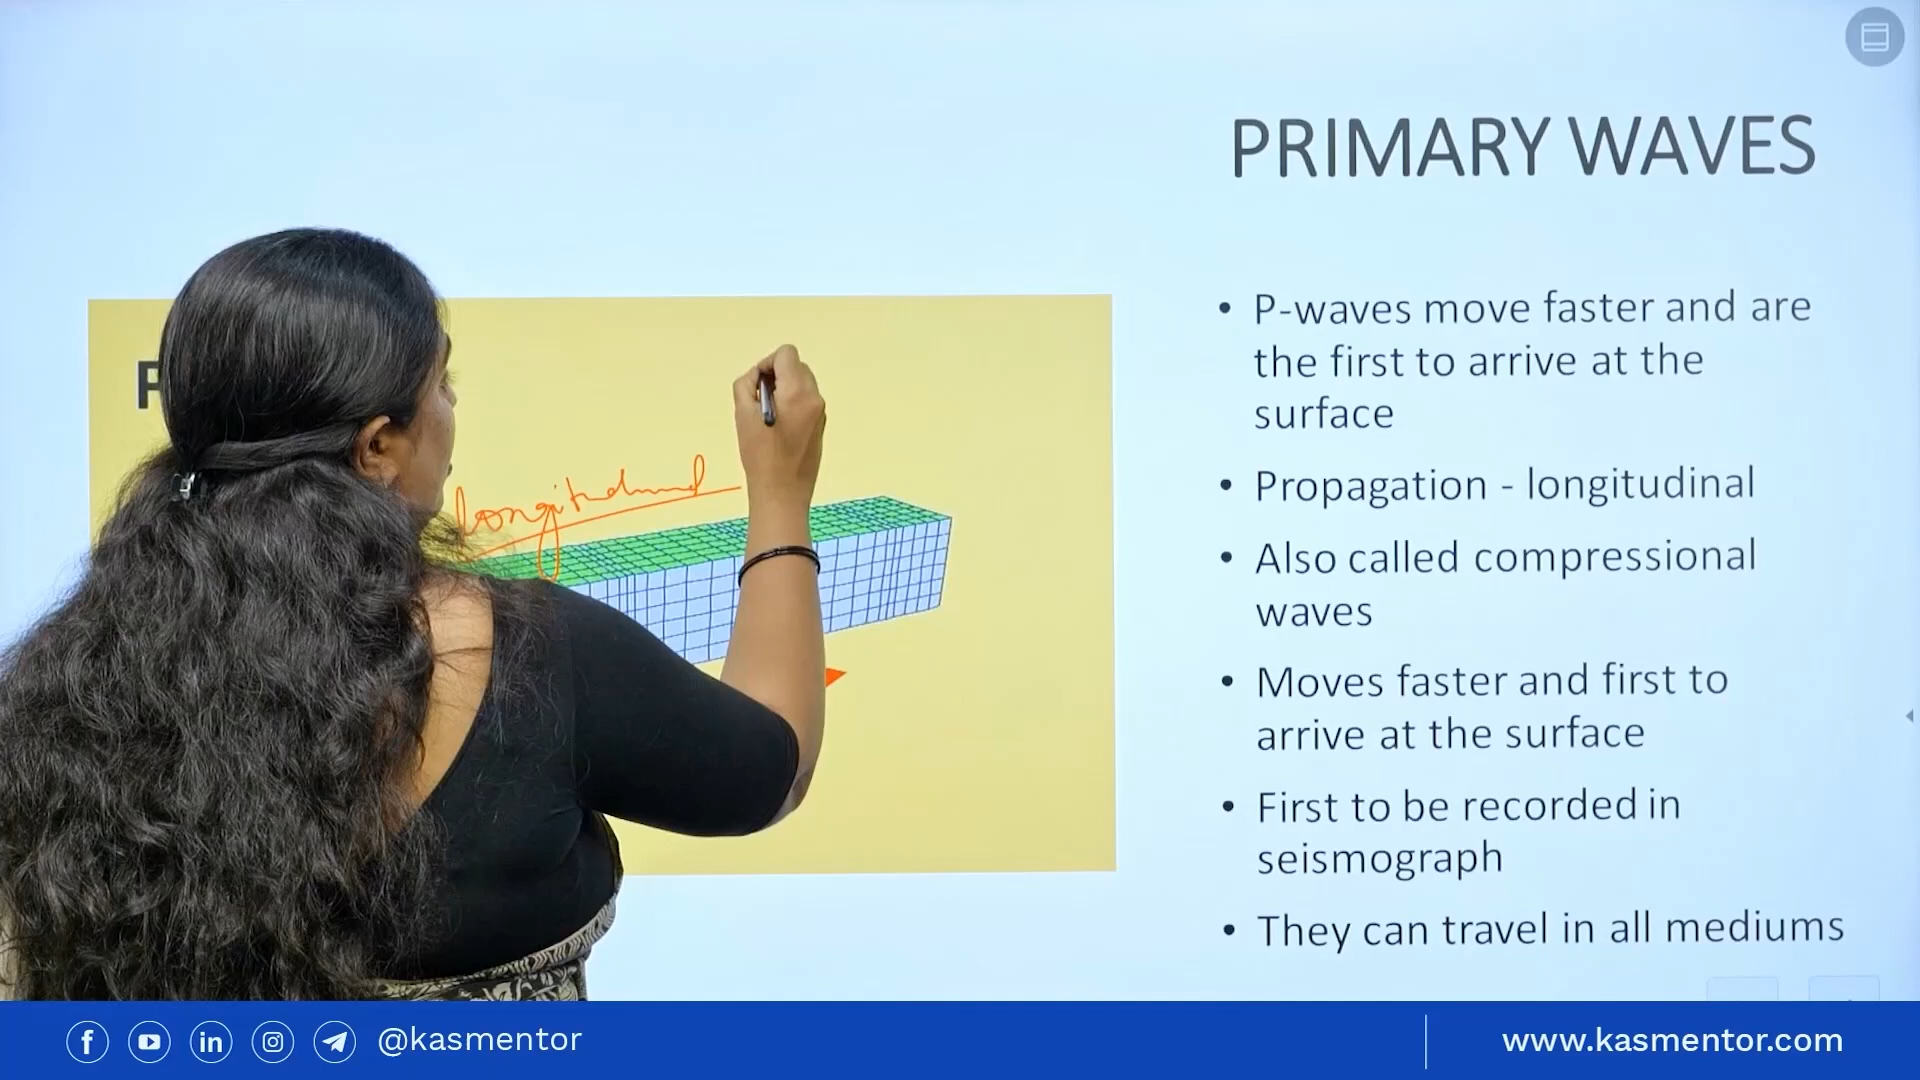 PRIMARY WAVES
P
longitudinal
• P-waves move faster and are
the first to arrive at the
surface
• Propagation - longitudinal
• Also called compressional
waves
• Moves faster and first to
arrive at the surface
• First to be recorded in
seismograph
• They can travel in all mediums
@kasmentor
www.kasmentor.com